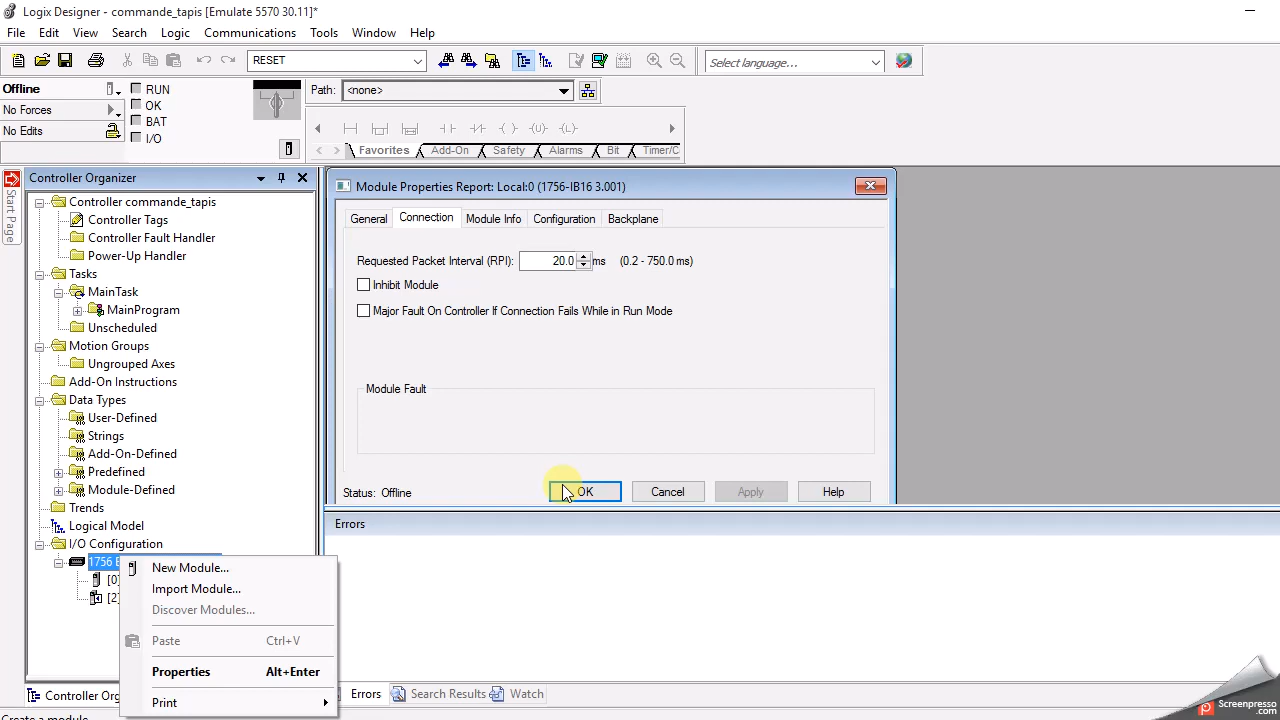 Logix Designer - commande_tapis [Emulate 5570 30.11]*
File Edit View Search Logic Communications Tools Window Help
RESET
Select language...
Offline
RUN
No Forces
OK
No Edits
BAT
I/O
Path: <none>
Favorites Add-On Safety Alarms Bit Timer/C
Start Page
Controller Organizer
Controller commande_tapis
Controller Tags
Controller Fault Handler
Power-Up Handler
Tasks
MainTask
MainProgram
Unscheduled
Motion Groups
Ungrouped Axes
Add-On Instructions
Data Types
User-Defined
Strings
Add-On-Defined
Predefined
Module-Defined
Trends
Logical Model
I/O Configuration
1756
[0]
[2]
New Module...
Import Module...
Discover Modules...
Paste Ctrl+V
Properties Alt+Enter
Print
Controller Org
Module Properties Report: Local:0 (1756-IB16 3.001)
General Connection Module Info Configuration Backplane
Requested Packet Interval (RPI): 20.0 ms (0.2 - 750.0 ms)
Inhibit Module
Major Fault On Controller If Connection Fails While in Run Mode
Module Fault
Status: Offline
OK Cancel Apply Help
Errors
Errors Search Results Watch
Create a module
Screenpresso
.com